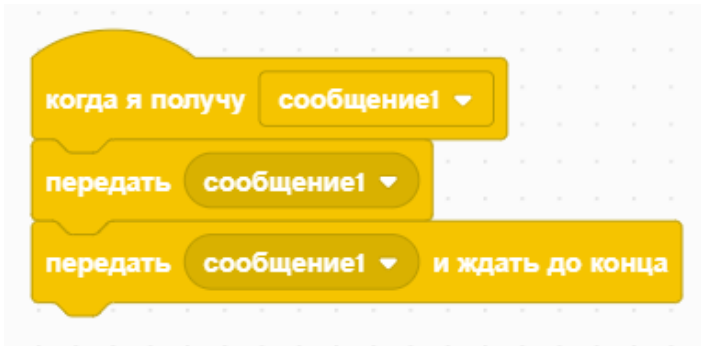 когда я получу сообщение1
передать сообщение1
передать сообщение1 и ждать до конца